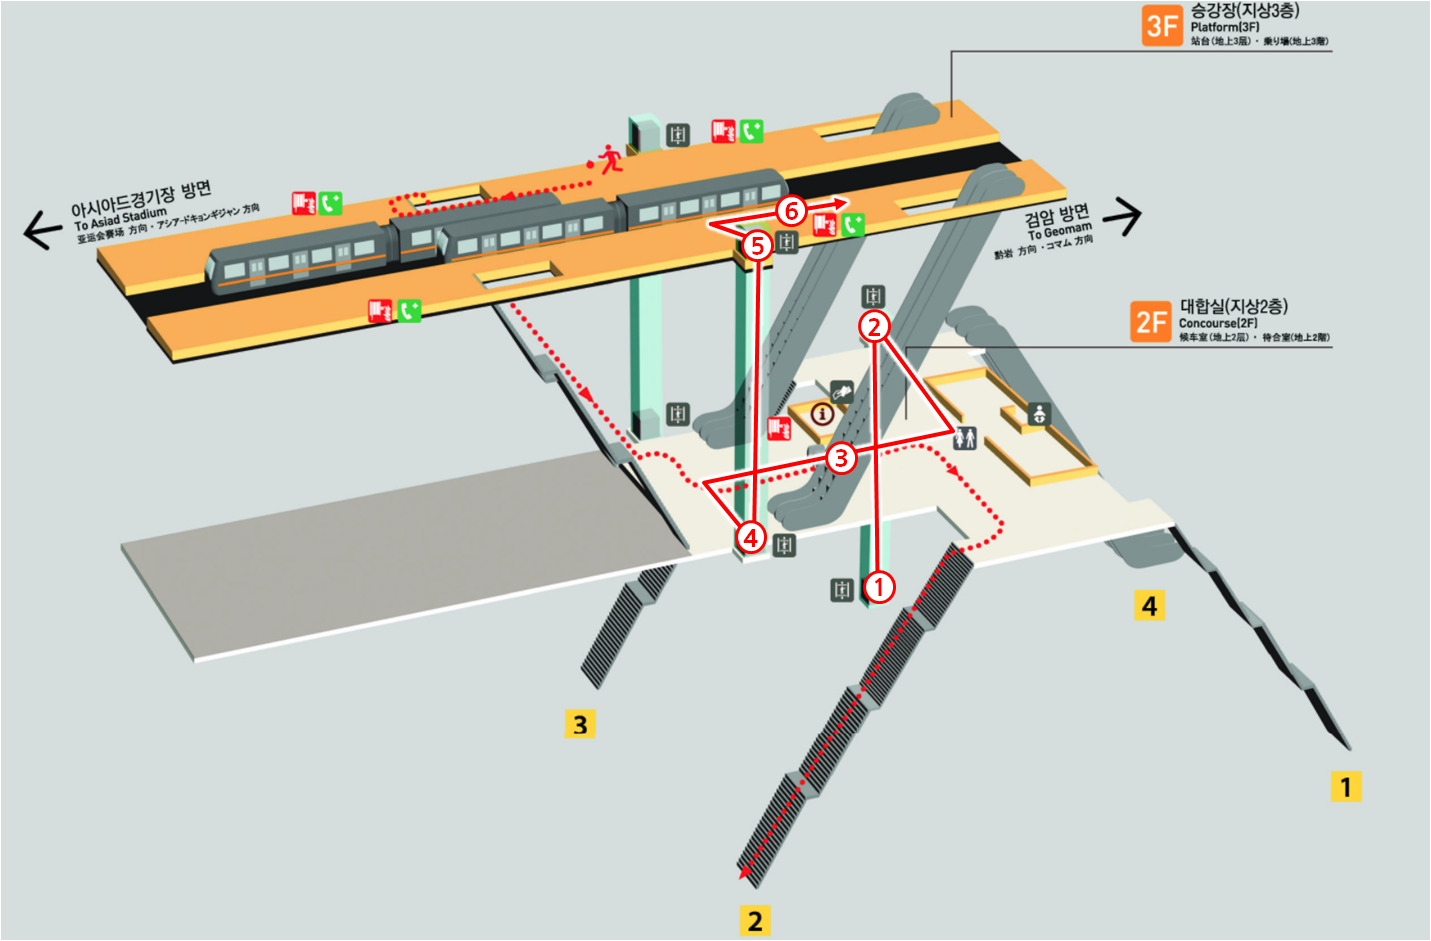 3F
승강장(지상3층)
Platform(3F)
站台(地上3层)・ 乗り場(地上3階)
아시아드경기장 방면
To Asiad Stadium
亚运会赛场 方向・アシアードキョンギジャン 方向
6
5
검암 방면
To Geomam
黔岩 方向・コマム 方向
2F
대합실(지상2층)
Concourse(2F)
候车室(地上2层)・ 待合室(地上2階)
2
3
4
1
4
3
1
2